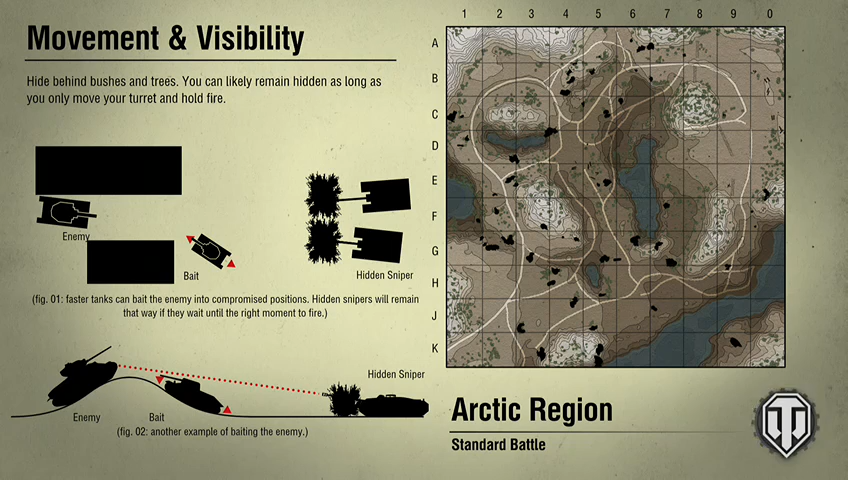 Movement & Visibility
Hide behind bushes and trees. You can likely remain hidden as long as
you only move your turret and hold fire.
Enemy
Bait
Hidden Sniper
(fig. 01: faster tanks can bait the enemy into compromised positions. Hidden snipers will remain
that way if they wait until the right moment to fire.)
Hidden Sniper
Enemy
Bait
(fig. 02: another example of baiting the enemy.)
1 2 3 4 5 6 7 8 9 0
A
B
C
D
E
F
G
H
J
K
Arctic Region
Standard Battle